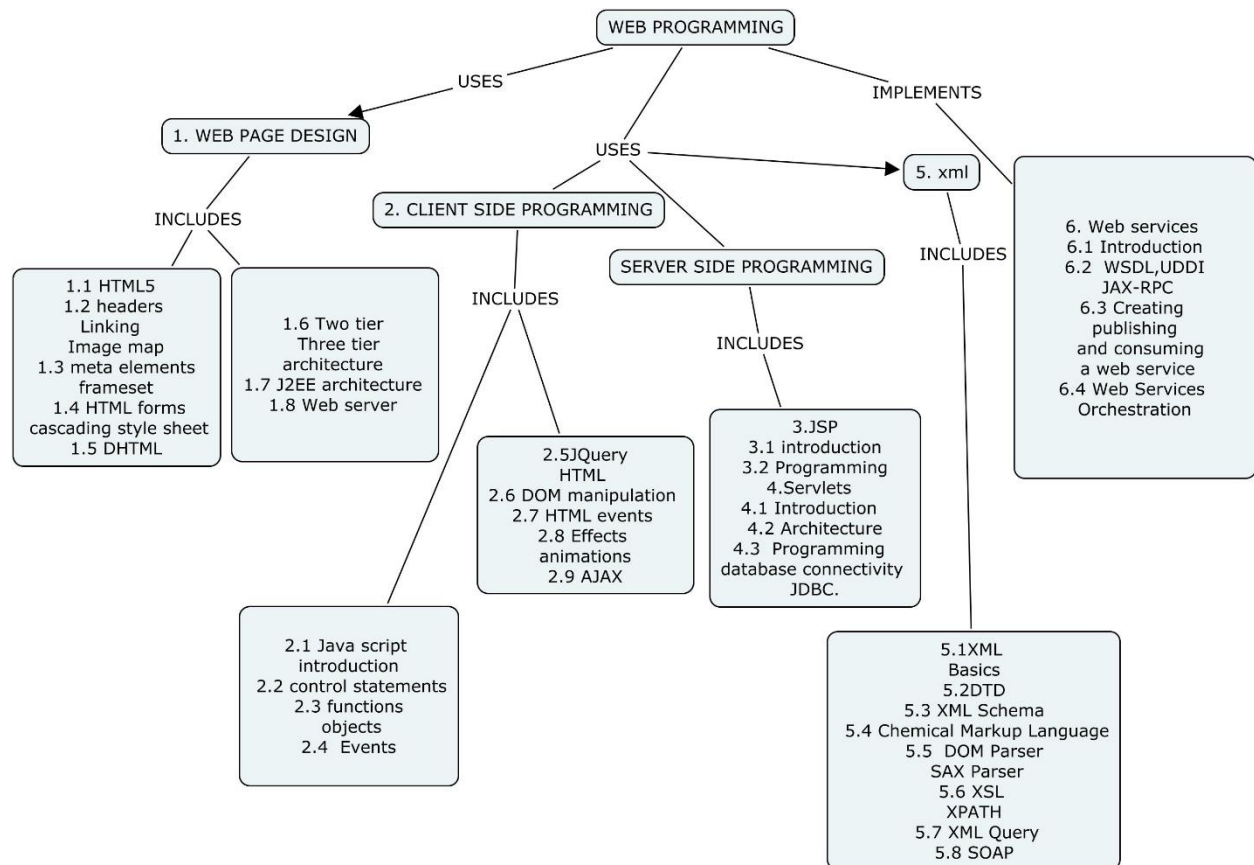 WEB PROGRAMMING
USES
IMPLEMENTS
1. WEB PAGE DESIGN
USES
5. xml
INCLUDES
2. CLIENT SIDE PROGRAMMING
INCLUDES
SERVER SIDE PROGRAMMING
INCLUDES
INCLUDES
1.1 HTML5
1.2 headers
Linking
Image map
1.3 meta elements
frameset
1.4 HTML forms
cascading style sheet
1.5 DHTML
1.6 Two tier
Three tier
architecture
1.7 J2EE architecture
1.8 Web server
2.1 Java script
introduction
2.2 control statements
2.3 functions
objects
2.4 Events
2.5JQuery
HTML
2.6 DOM manipulation
2.7 HTML events
2.8 Effects
animations
2.9 AJAX
3.JSP
3.1 introduction
3.2 Programming
4.Servlets
4.1 Introduction
4.2 Architecture
4.3 Programming
database connectivity
JDBC.
5.1XML
Basics
5.2DTD
5.3 XML Schema
5.4 Chemical Markup Language
5.5 DOM Parser
SAX Parser
5.6 XSL
XPATH
5.7 XML Query
5.8 SOAP
6. Web services
6.1 Introduction
6.2 WSDL,UDDI
JAX-RPC
6.3 Creating
publishing
and consuming
a web service
6.4 Web Services
Orchestration